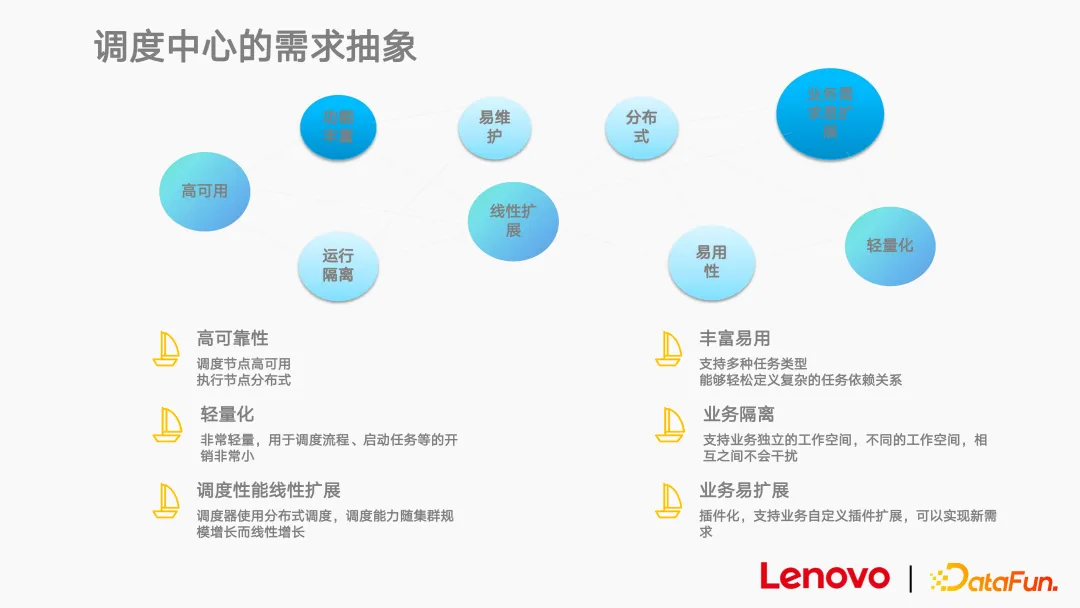 调度中心的需求抽象
功能
丰富
易维
护
分布
式
业务需
求易扩
展
高可用
线性扩
展
运行
隔离
易用
性
轻量化
高可靠性
调度节点高可用
执行节点分布式
丰富易用
支持多种任务类型
能够轻松定义复杂的任务依赖关系
轻量化
非常轻量，用于调度流程、启动任务等的开
销非常小
业务隔离
支持业务独立的工作空间，不同的工作空间，相
互之间不会干扰
调度性能线性扩展
调度器使用分布式调度，调度能力随集群规
模增长而线性增长
业务易扩展
插件化，支持业务自定义插件扩展，可以实现新需
求
Lenovo | DataFun.